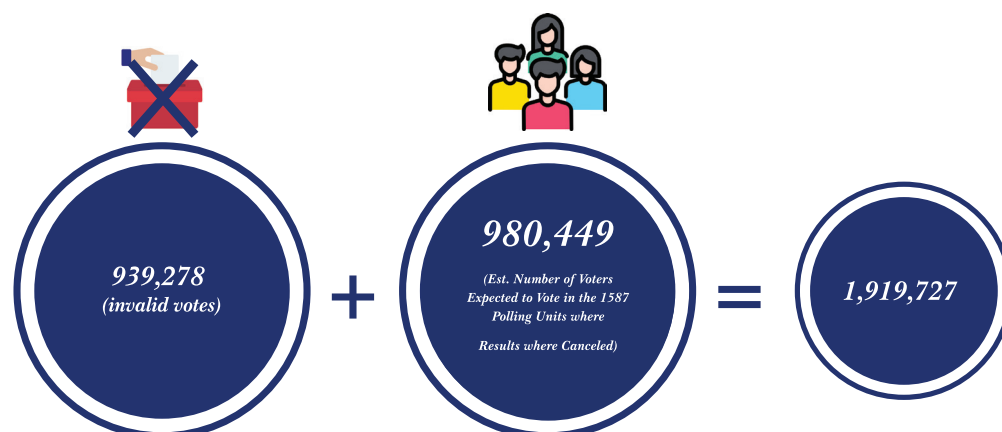 939,278
(invalid votes)
+
980,449
(Est. Number of Voters
Expected to Vote in the 1587
Polling Units where
Results where Canceled)
=
1,919,727